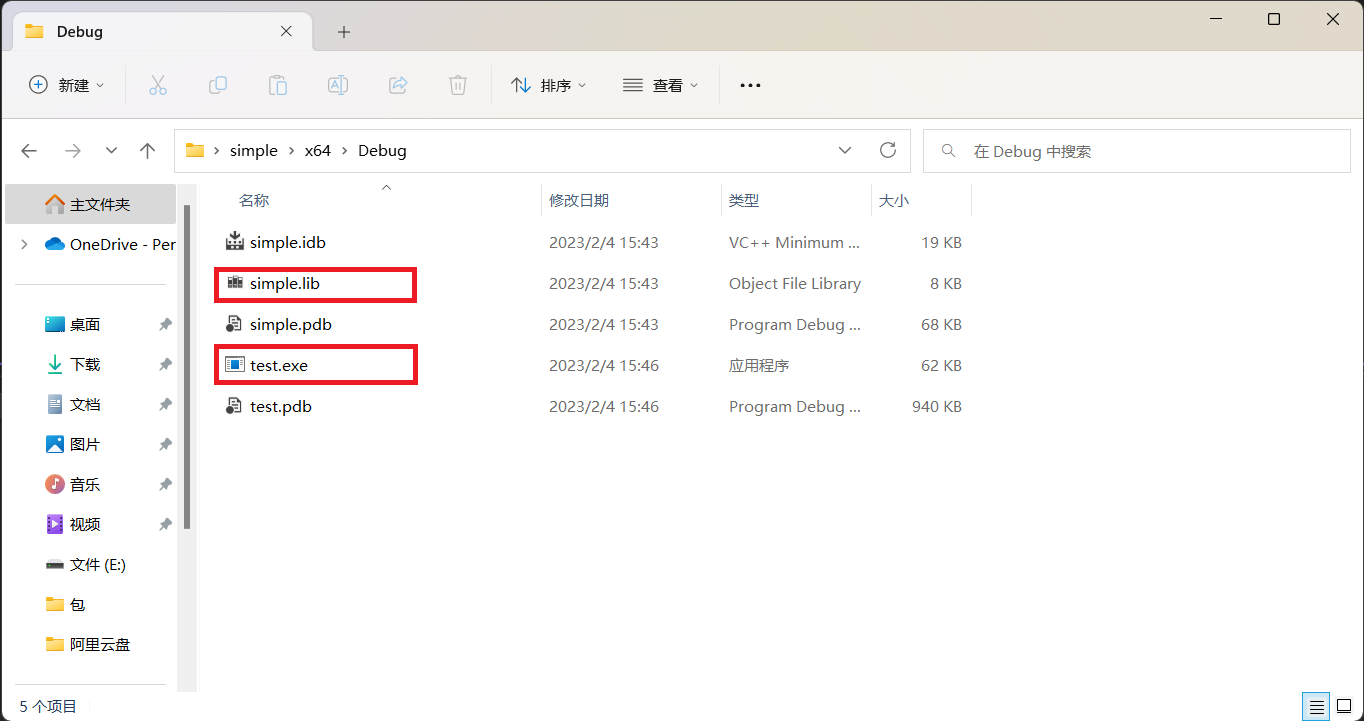 Debug
新建
排序
查看
simple x64 Debug
在 Debug 中搜索
主文件夹
OneDrive - Per
桌面
下载
文档
图片
音乐
视频
文件 (E:)
包
阿里云盘
名称 修改日期 类型 大小
simple.idb 2023/2/4 15:43 VC++ Minimum ... 19 KB
simple.lib 2023/2/4 15:43 Object File Library 8 KB
simple.pdb 2023/2/4 15:43 Program Debug ... 68 KB
test.exe 2023/2/4 15:46 应用程序 62 KB
test.pdb 2023/2/4 15:46 Program Debug ... 940 KB
5 个项目